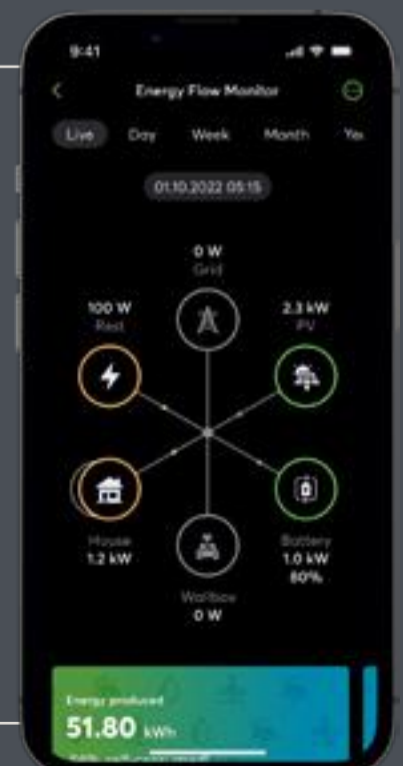 9:41
Energy Flow Monitor
Live Day Week Month
01.10.2022 05:15
0 W
Grid
100 W
Rest
2.3 kW
PV
House
1.2 kW
Battery
1.0 kW
80%
Wallbox
0 W
Energy produced
51.80 kWh